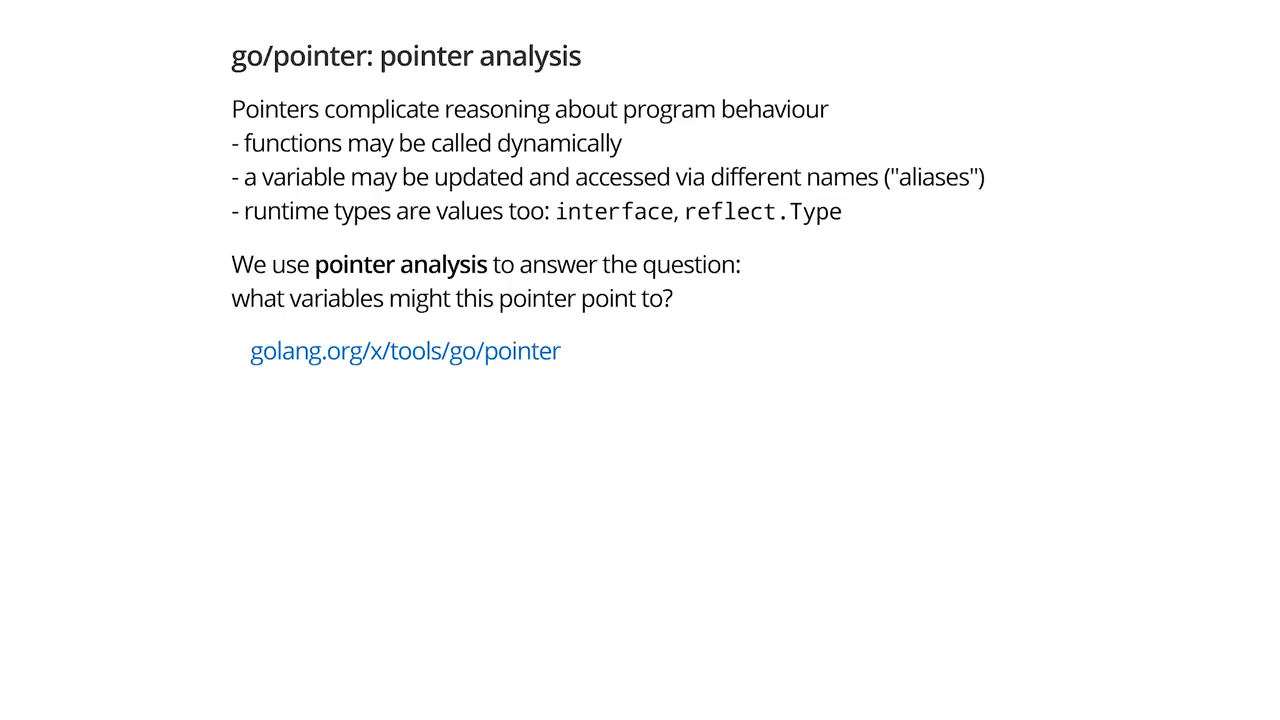 go/pointer: pointer analysis
Pointers complicate reasoning about program behaviour
- functions may be called dynamically
- a variable may be updated and accessed via different names ("aliases")
- runtime types are values too: interface, reflect.Type
We use pointer analysis to answer the question:
what variables might this pointer point to?
golang.org/x/tools/go/pointer